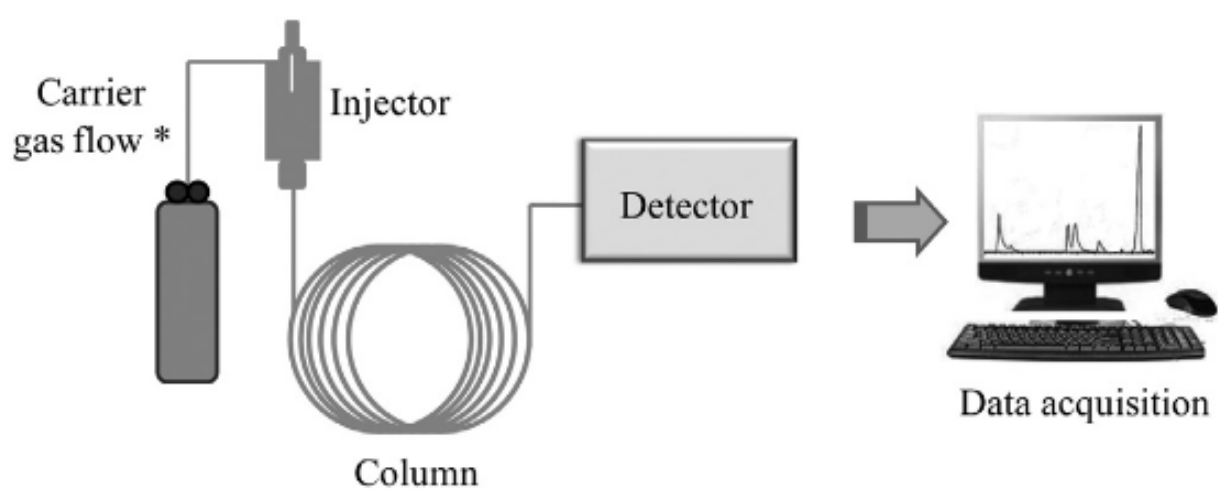 Carrier
gas flow *
Injector
Detector
Column
Data acquisition